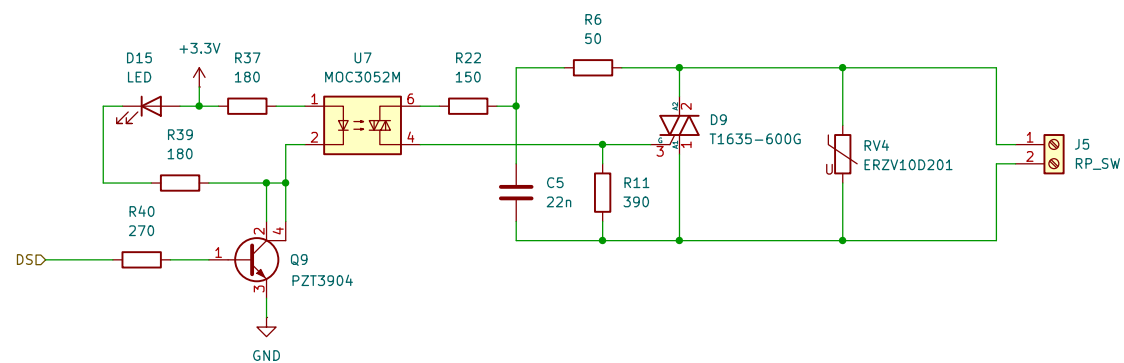 R6
50
+3.3V
D15
LED
R37
180
U7
MOC3052M
R22
150
1
6
2
4
A2
2
D9
T1635-600G
G
3
A1
1
R39
180
RV4
ERZV10D201
U
1
2
J5
RP_SW
C5
22n
R11
390
R40
270
2
4
DS
1
Q9
PZT3904
3
GND